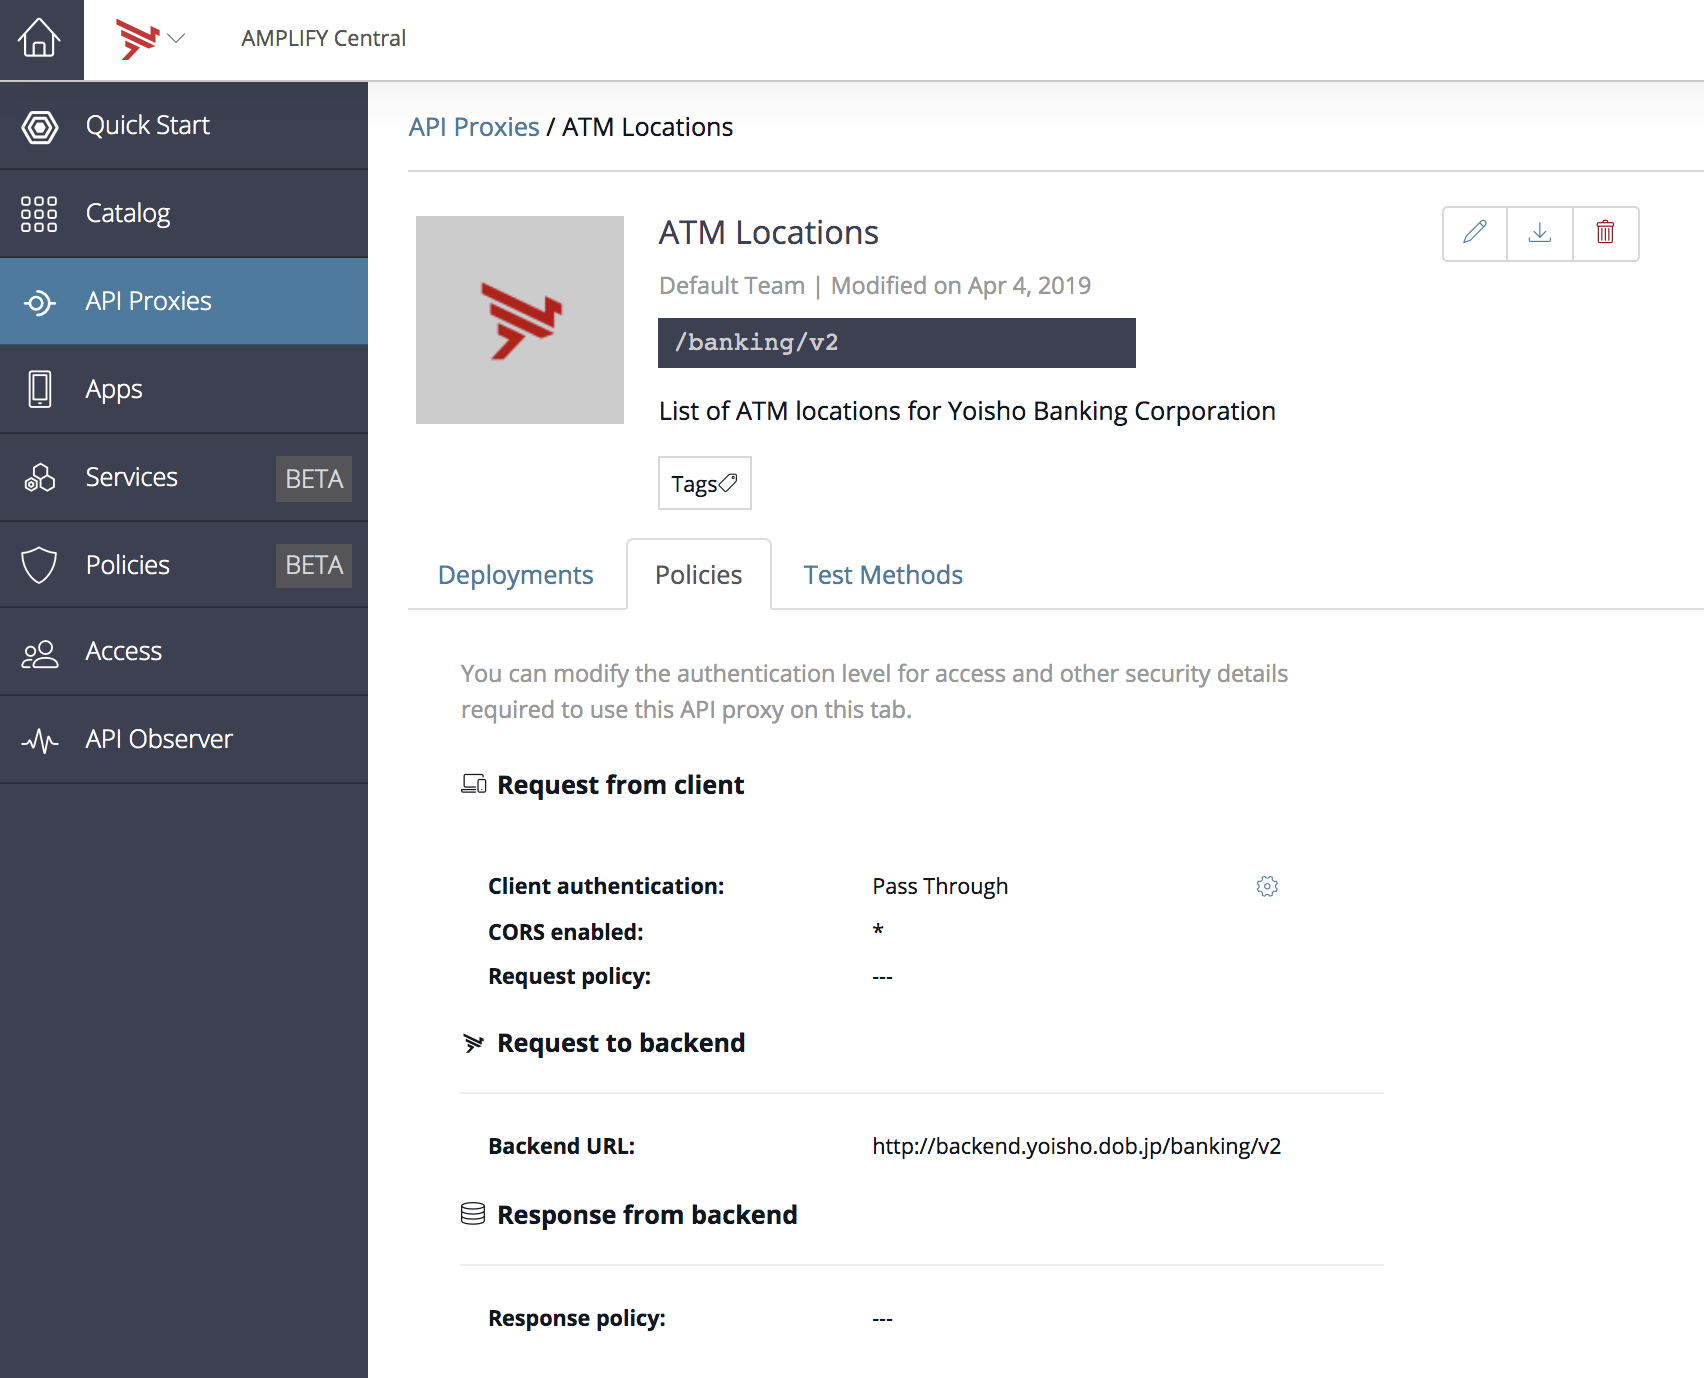 AMPLIFY Central
Quick Start
Catalog
API Proxies
Apps
Services BETA
Policies BETA
Access
API Observer
API Proxies / ATM Locations
ATM Locations
Default Team | Modified on Apr 4, 2019
/banking/v2
List of ATM locations for Yoisho Banking Corporation
Tags
Deployments Policies Test Methods
You can modify the authentication level for access and other security details
required to use this API proxy on this tab.
Request from client
Client authentication: Pass Through
CORS enabled: *
Request policy: ---
Request to backend
Backend URL: http://backend.yoisho.dob.jp/banking/v2
Response from backend
Response policy: ---